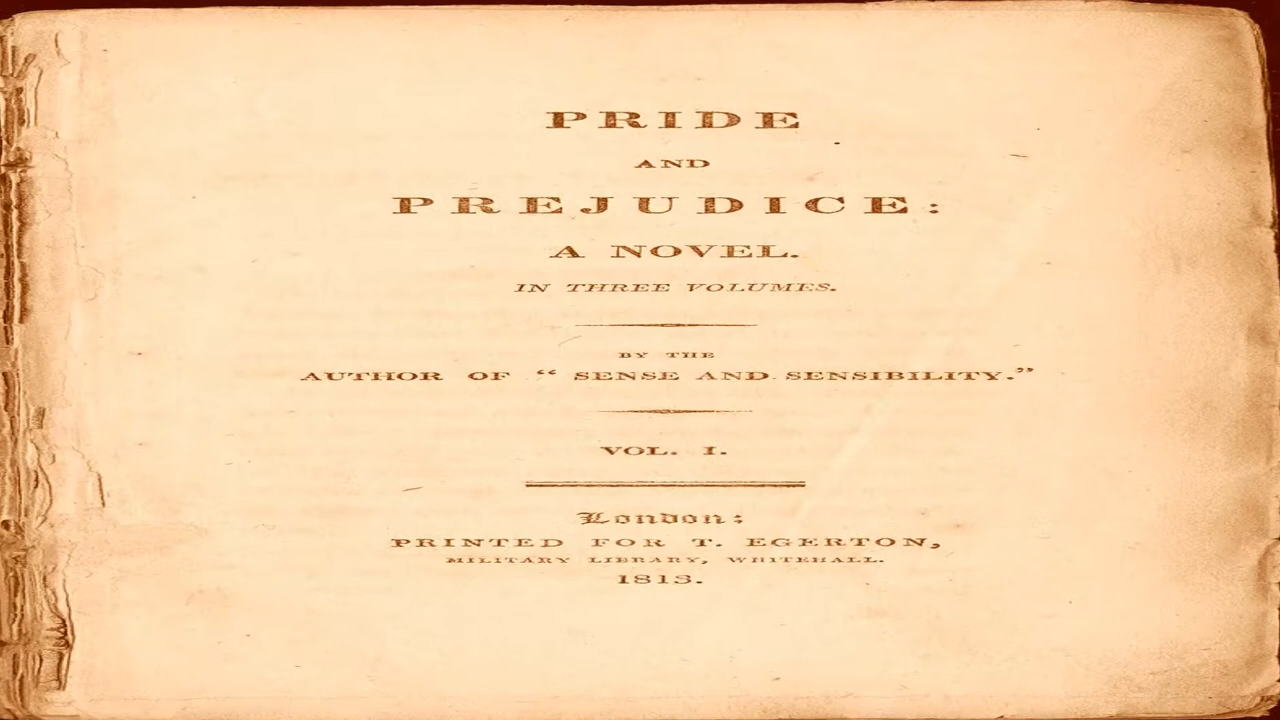 PRIDE
AND
PREJUDICE:
A NOVEL.
IN THREE VOLUMES.
BY THE
AUTHOR OF “ SENSE AND SENSIBILITY.”
VOL. I.
London:
PRINTED FOR T. EGERTON,
MILITARY LIBRARY, WHITEHALL.
1813.